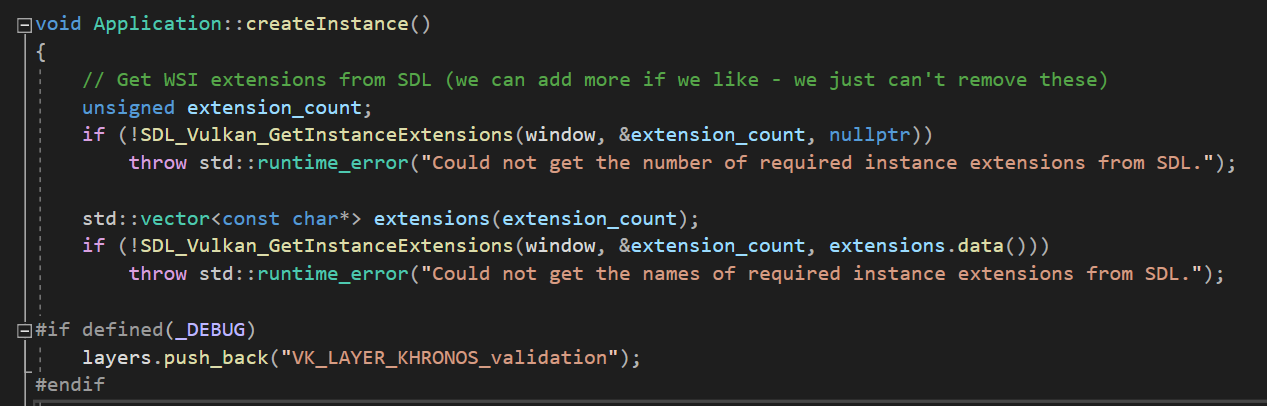 void Application::createInstance()
{
    // Get WSI extensions from SDL (we can add more if we like - we just can't remove these)
    unsigned extension_count;
    if (!SDL_Vulkan_GetInstanceExtensions(window, &extension_count, nullptr))
        throw std::runtime_error("Could not get the number of required instance extensions from SDL.");

    std::vector<const char*> extensions(extension_count);
    if (!SDL_Vulkan_GetInstanceExtensions(window, &extension_count, extensions.data()))
        throw std::runtime_error("Could not get the names of required instance extensions from SDL.");

#if defined(_DEBUG)
    layers.push_back("VK_LAYER_KHRONOS_validation");
#endif